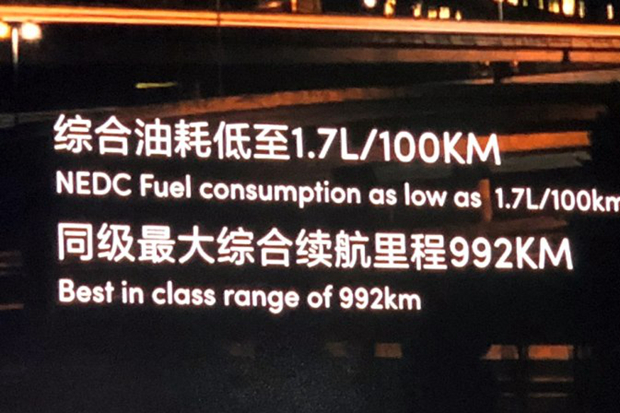 综合油耗低至1.7L/100KM
NEDC Fuel consumption as low as 1.7L/100km
同级最大综合续航里程992KM
Best in class range of 992km